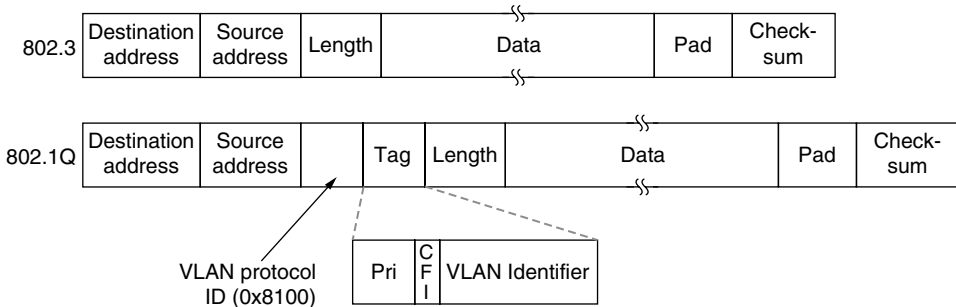 802.3 Destination address Source address Length Data Pad Check-sum
802.1Q Destination address Source address Tag Length Data Pad Check-sum
VLAN protocol
ID (0x8100)
Pri CFI VLAN Identifier